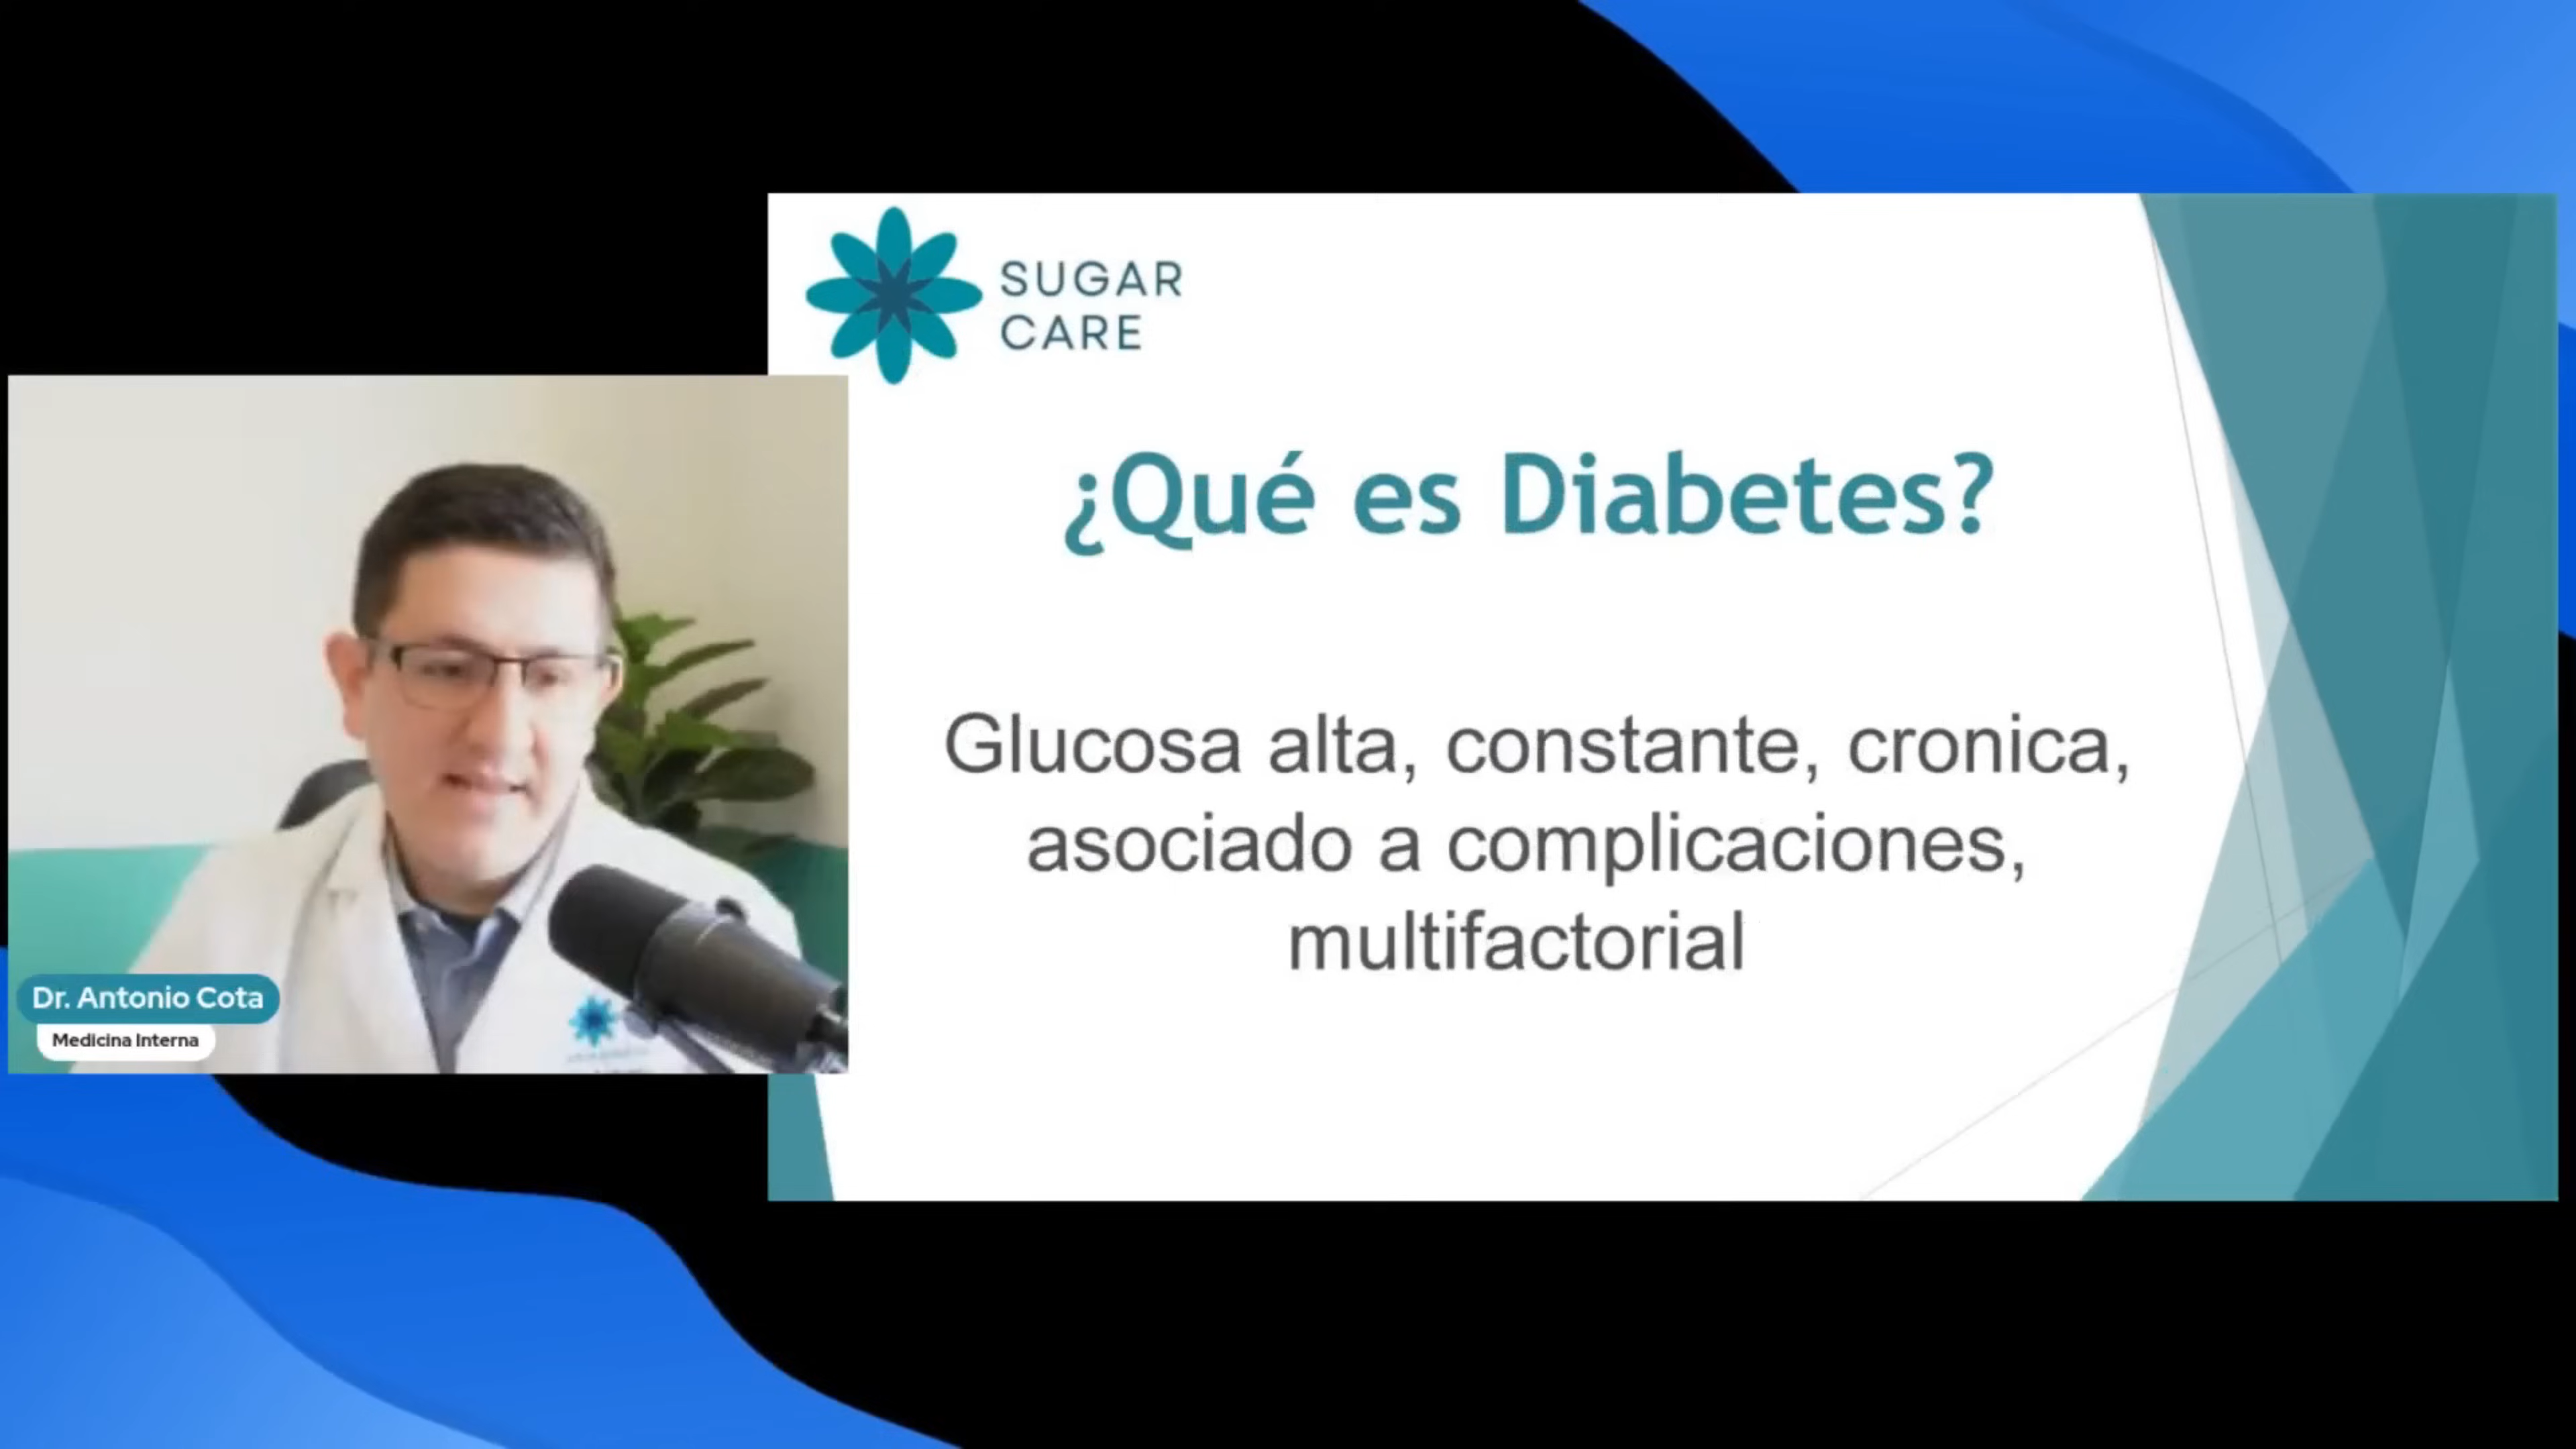 SUGAR
CARE
¿Qué es Diabetes?
Glucosa alta, constante, cronica,
asociado a complicaciones,
multifactorial
Dr. Antonio Cota
Medicina Interna